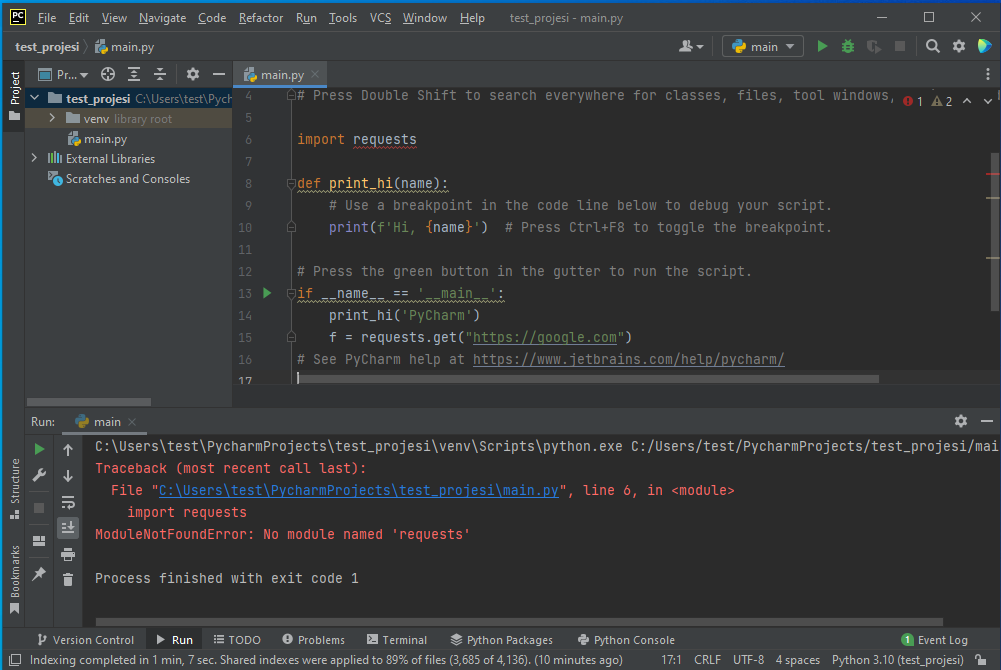 PC File Edit View Navigate Code Refactor Run Tools VCS Window Help test_projesi - main.py
test_projesi main.py main
Project Pr... main.py
test_projesi C:\Users\test\Pych
venv library root
main.py
External Libraries
Scratches and Consoles
1 2
4 # Press Double Shift to search everywhere for classes, files, tool windows,
5
6 import requests
7
8 def print_hi(name):
9 # Use a breakpoint in the code line below to debug your script.
10 print(f'Hi, {name}') # Press Ctrl+F8 to toggle the breakpoint.
11
12 # Press the green button in the gutter to run the script.
13 if __name__ == '__main__':
14 print_hi('PyCharm')
15 f = requests.get("https://google.com")
16 # See PyCharm help at https://www.jetbrains.com/help/pycharm/
17
Run: main
C:\Users\test\PycharmProjects\test_projesi\venv\Scripts\python.exe C:/Users/test/PycharmProjects/test_projesi/mai
Traceback (most recent call last):
File "C:\Users\test\PycharmProjects\test_projesi\main.py", line 6, in <module>
import requests
ModuleNotFoundError: No module named 'requests'
Process finished with exit code 1
Structure
Bookmarks
Version Control Run TODO Problems Terminal Python Packages Python Console 1 Event Log
Indexing completed in 1 min, 7 sec. Shared indexes were applied to 89% of files (3,685 of 4,136). (10 minutes ago) 17:1 CRLF UTF-8 4 spaces Python 3.10 (test_projesi)